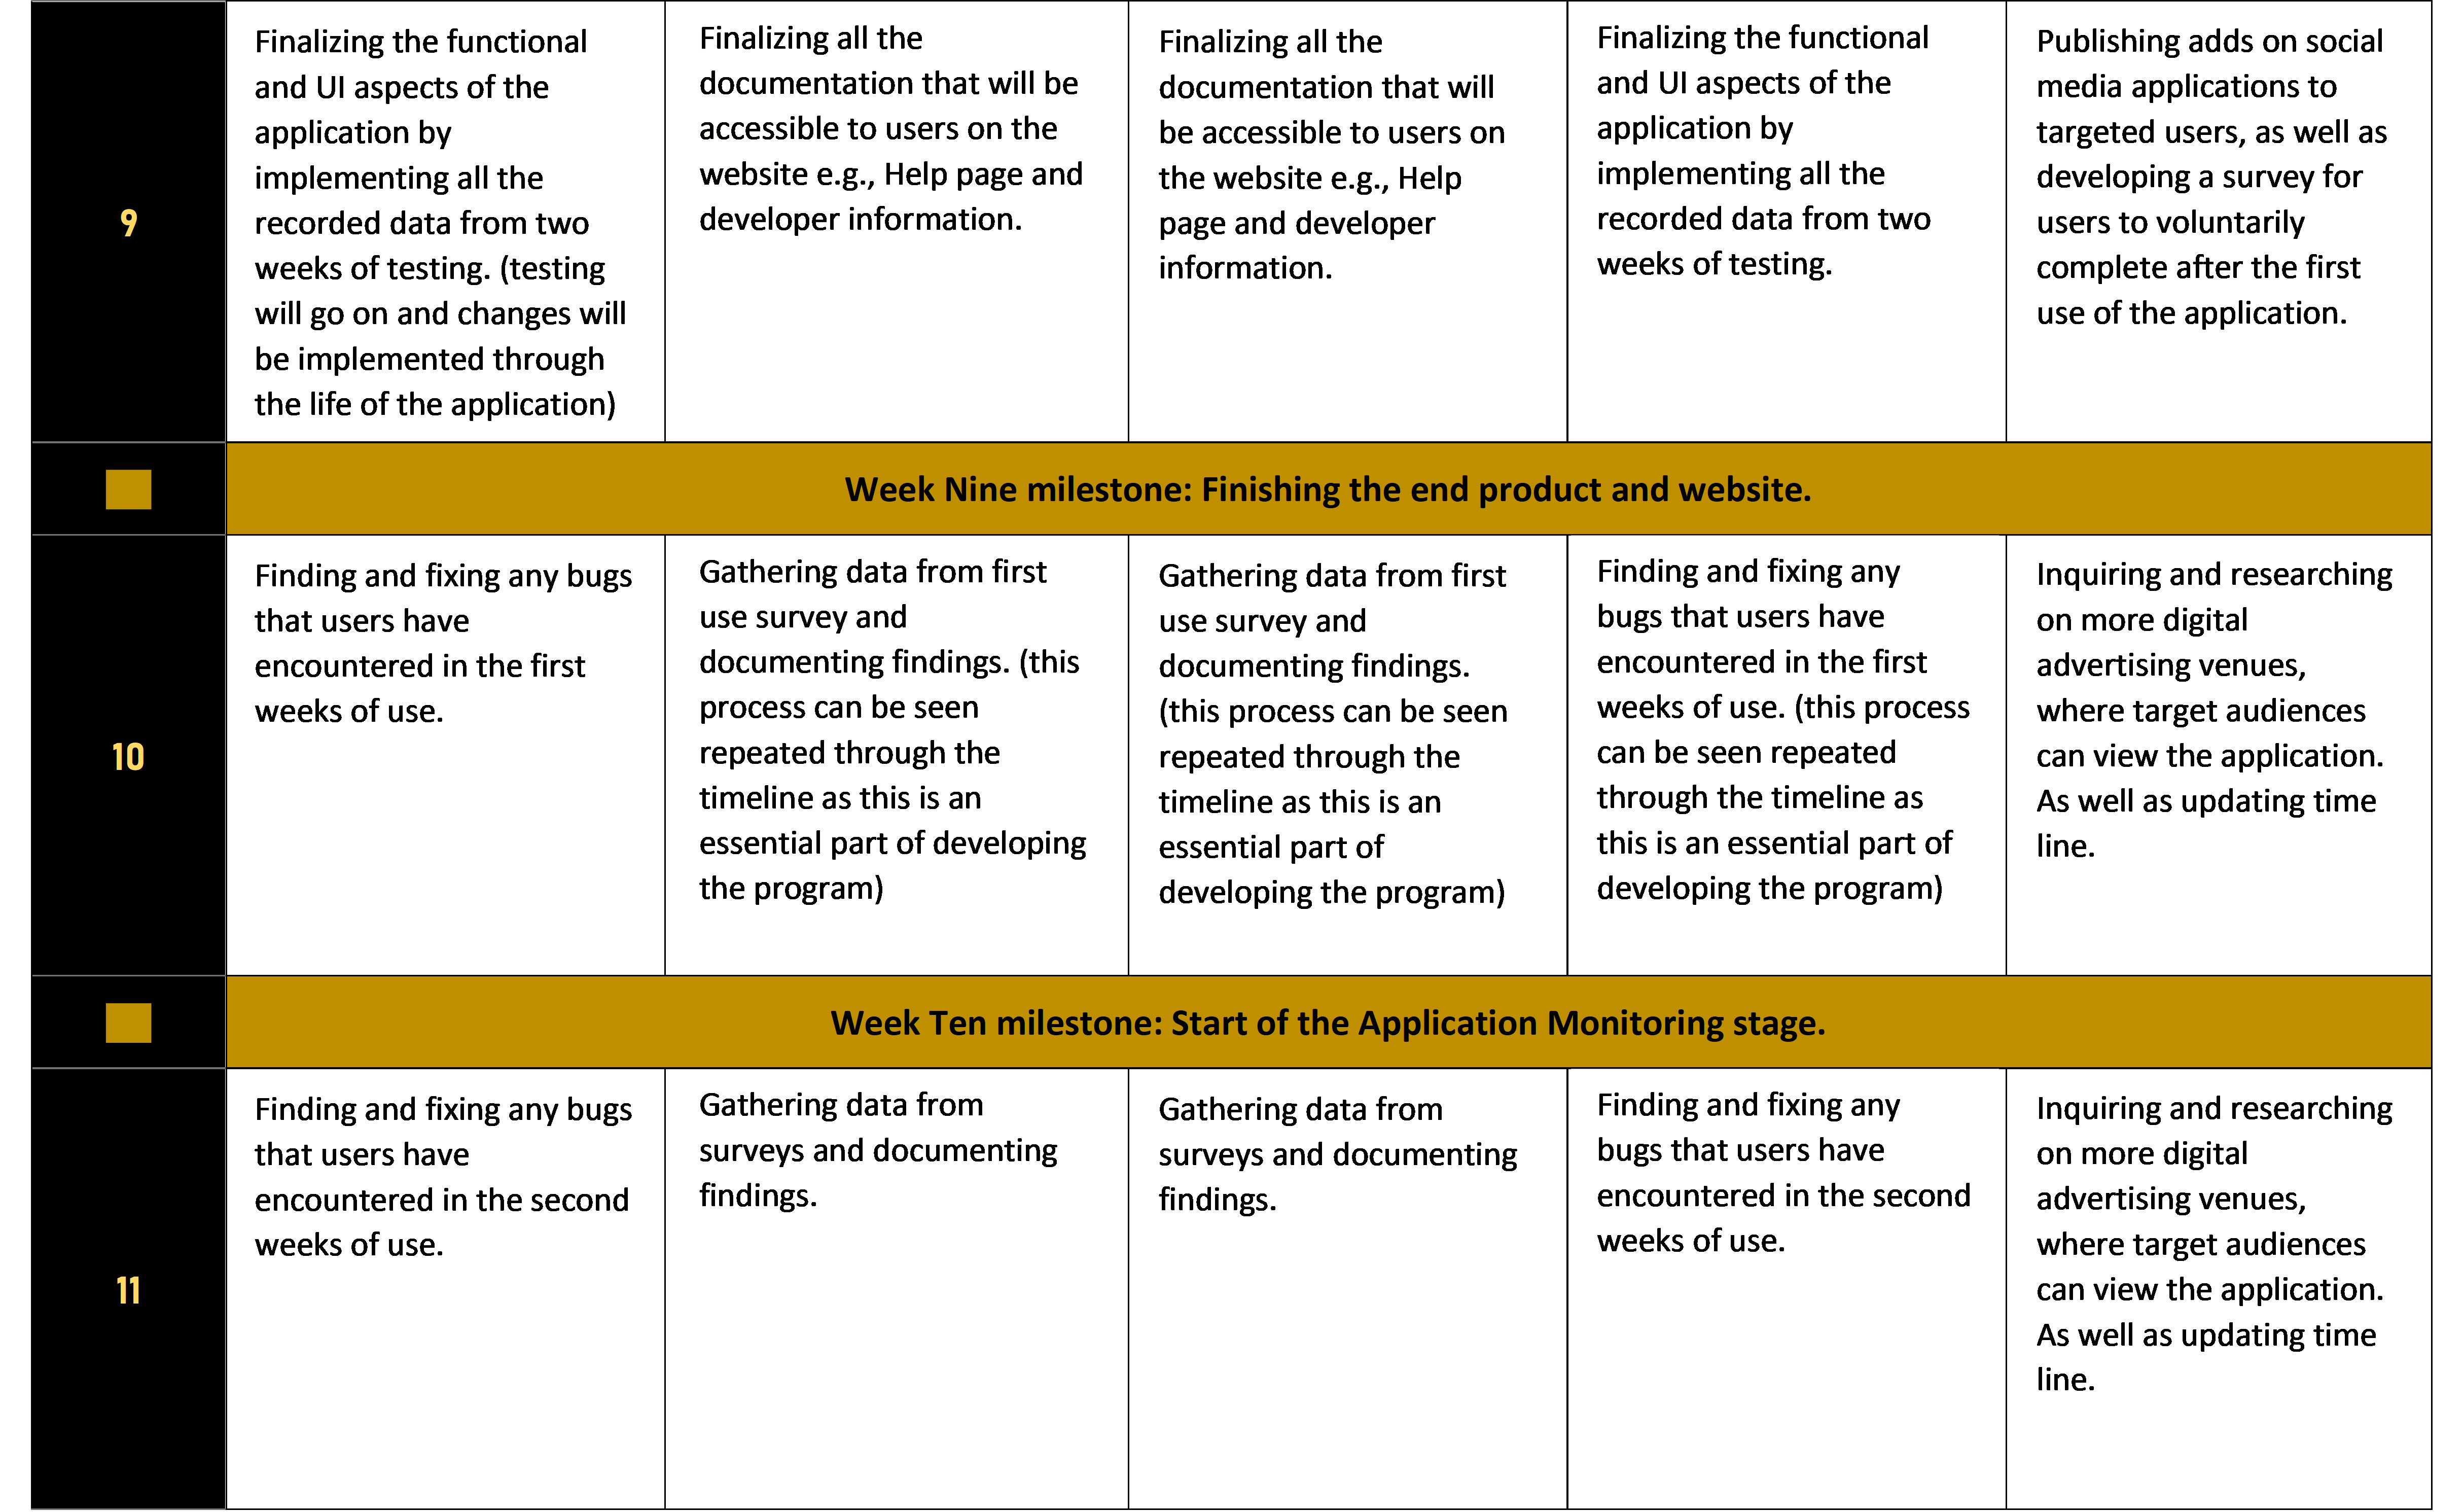 9
Finalizing the functional
and UI aspects of the
application by
implementing all the
recorded data from two
weeks of testing. (testing
will go on and changes will
be implemented through
the life of the application)
Finalizing all the
documentation that will be
accessible to users on the
website e.g., Help page and
developer information.
Finalizing all the
documentation that will
be accessible to users on
the website e.g., Help
page and developer
information.
Finalizing the functional
and UI aspects of the
application by
implementing all the
recorded data from two
weeks of testing.
Publishing adds on social
media applications to
targeted users, as well as
developing a survey for
users to voluntarily
complete after the first
use of the application.
Week Nine milestone: Finishing the end product and website.
10
Finding and fixing any bugs
that users have
encountered in the first
weeks of use.
Gathering data from first
use survey and
documenting findings. (this
process can be seen
repeated through the
timeline as this is an
essential part of developing
the program)
Gathering data from first
use survey and
documenting findings.
(this process can be seen
repeated through the
timeline as this is an
essential part of
developing the program)
Finding and fixing any
bugs that users have
encountered in the first
weeks of use. (this process
can be seen repeated
through the timeline as
this is an essential part of
developing the program)
Inquiring and researching
on more digital
advertising venues,
where target audiences
can view the application.
As well as updating time
line.
Week Ten milestone: Start of the Application Monitoring stage.
11
Finding and fixing any bugs
that users have
encountered in the second
weeks of use.
Gathering data from
surveys and documenting
findings.
Gathering data from
surveys and documenting
findings.
Finding and fixing any
bugs that users have
encountered in the second
weeks of use.
Inquiring and researching
on more digital
advertising venues,
where target audiences
can view the application.
As well as updating time
line.